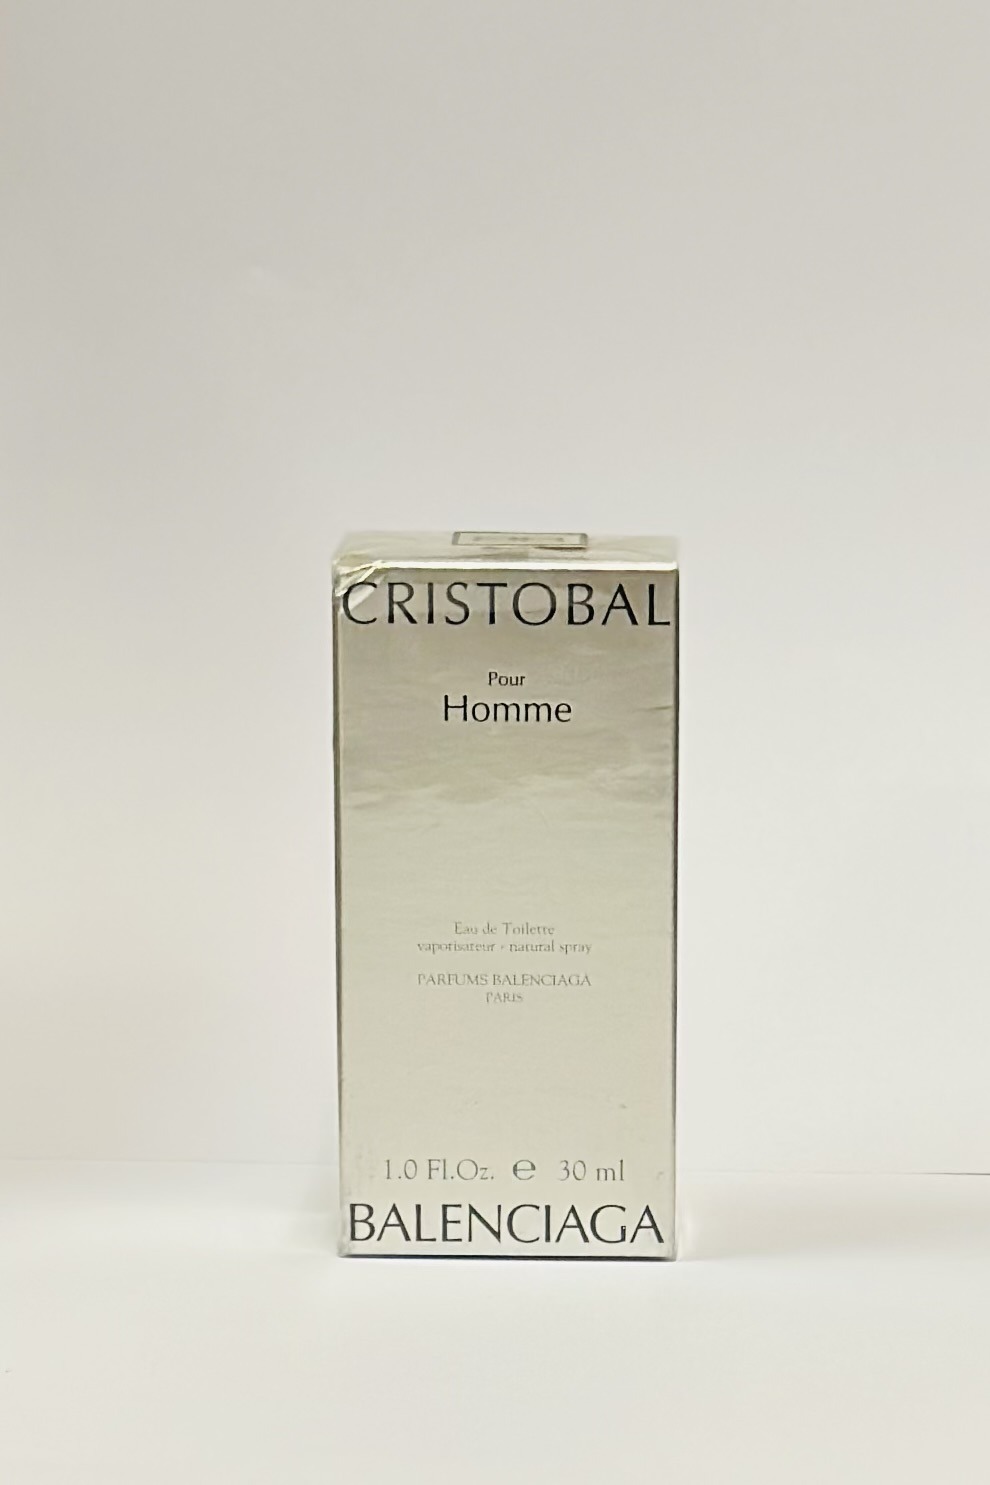 CRISTOBAL
Pour
Homme
Eau de Toilette
vaporisateur - natural spray
PARFUMS BALENCIAGA
PARIS
1.0 Fl.Oz. ℮ 30 ml
BALENCIAGA